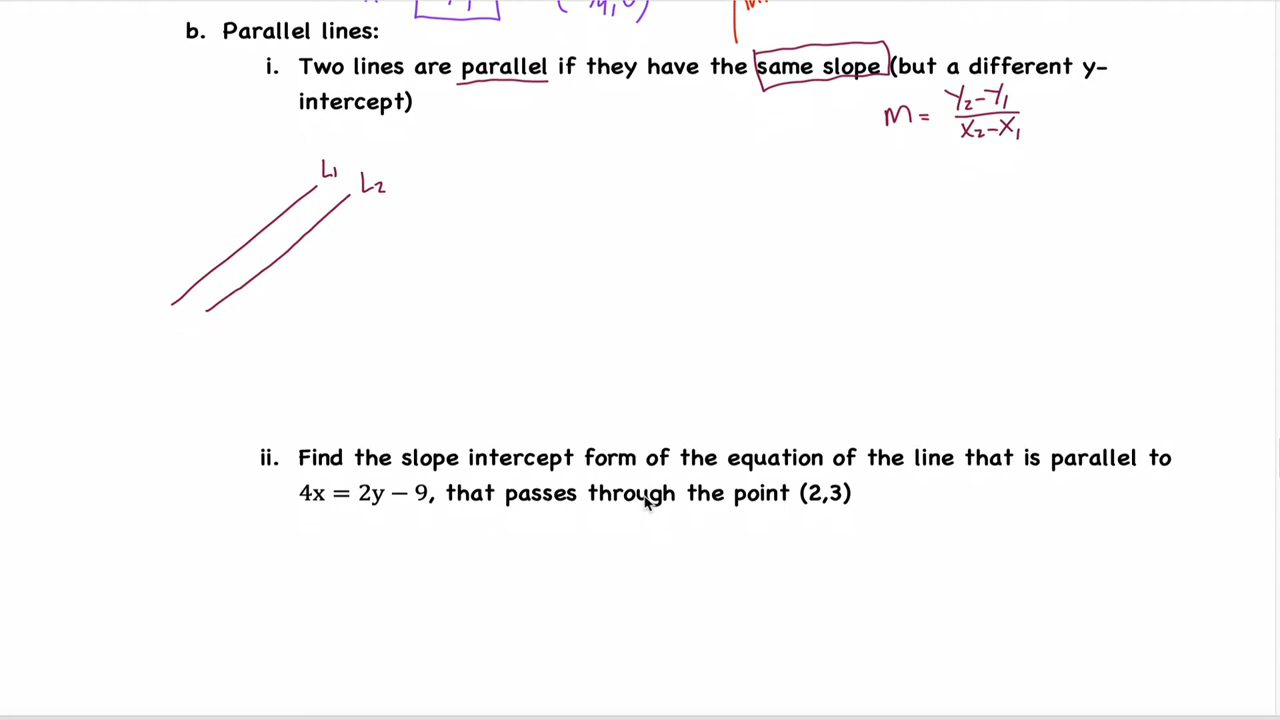 b. Parallel lines:
i. Two lines are parallel if they have the same slope (but a different y-
intercept)
M = Y₂-Y₁/X₂-X₁
L₁
L₂
ii. Find the slope intercept form of the equation of the line that is parallel to
4x = 2y − 9, that passes through the point (2,3)